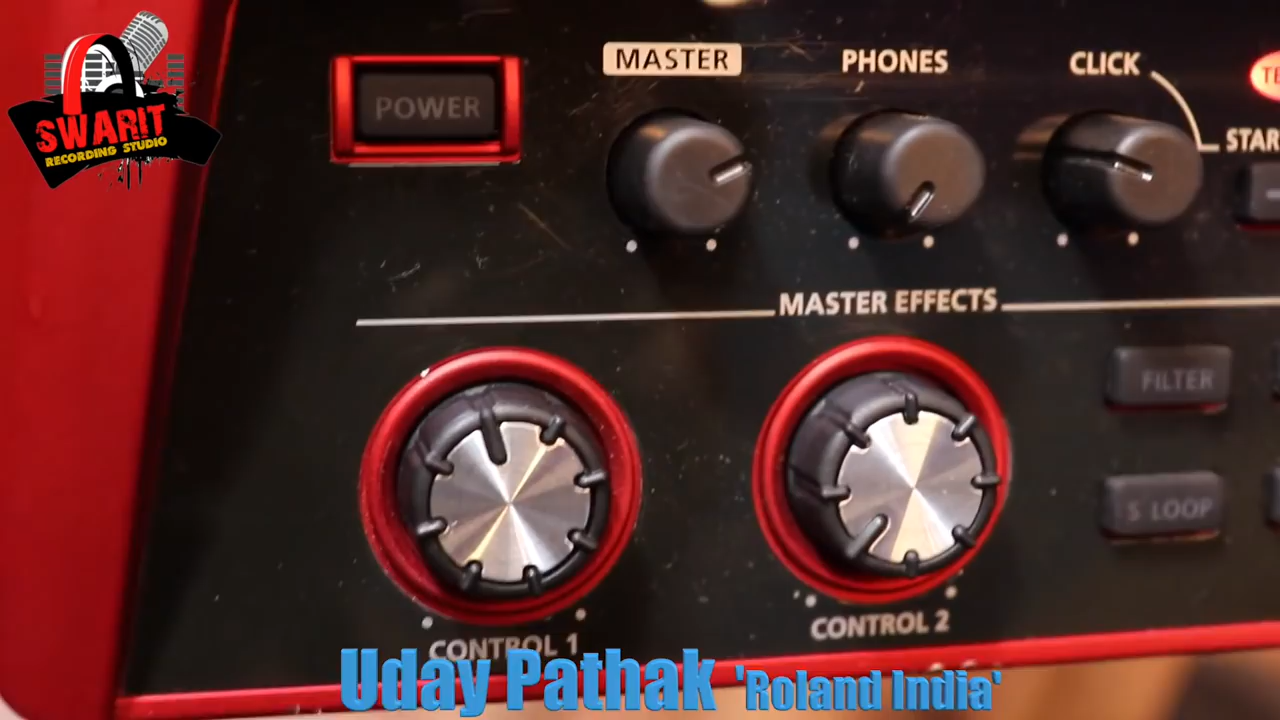 SWARIT
RECORDING STUDIO
POWER
MASTER
PHONES
CLICK
MASTER EFFECTS
FILTER
S LOOP
CONTROL 1
CONTROL 2
Uday Pathak 'Roland India'